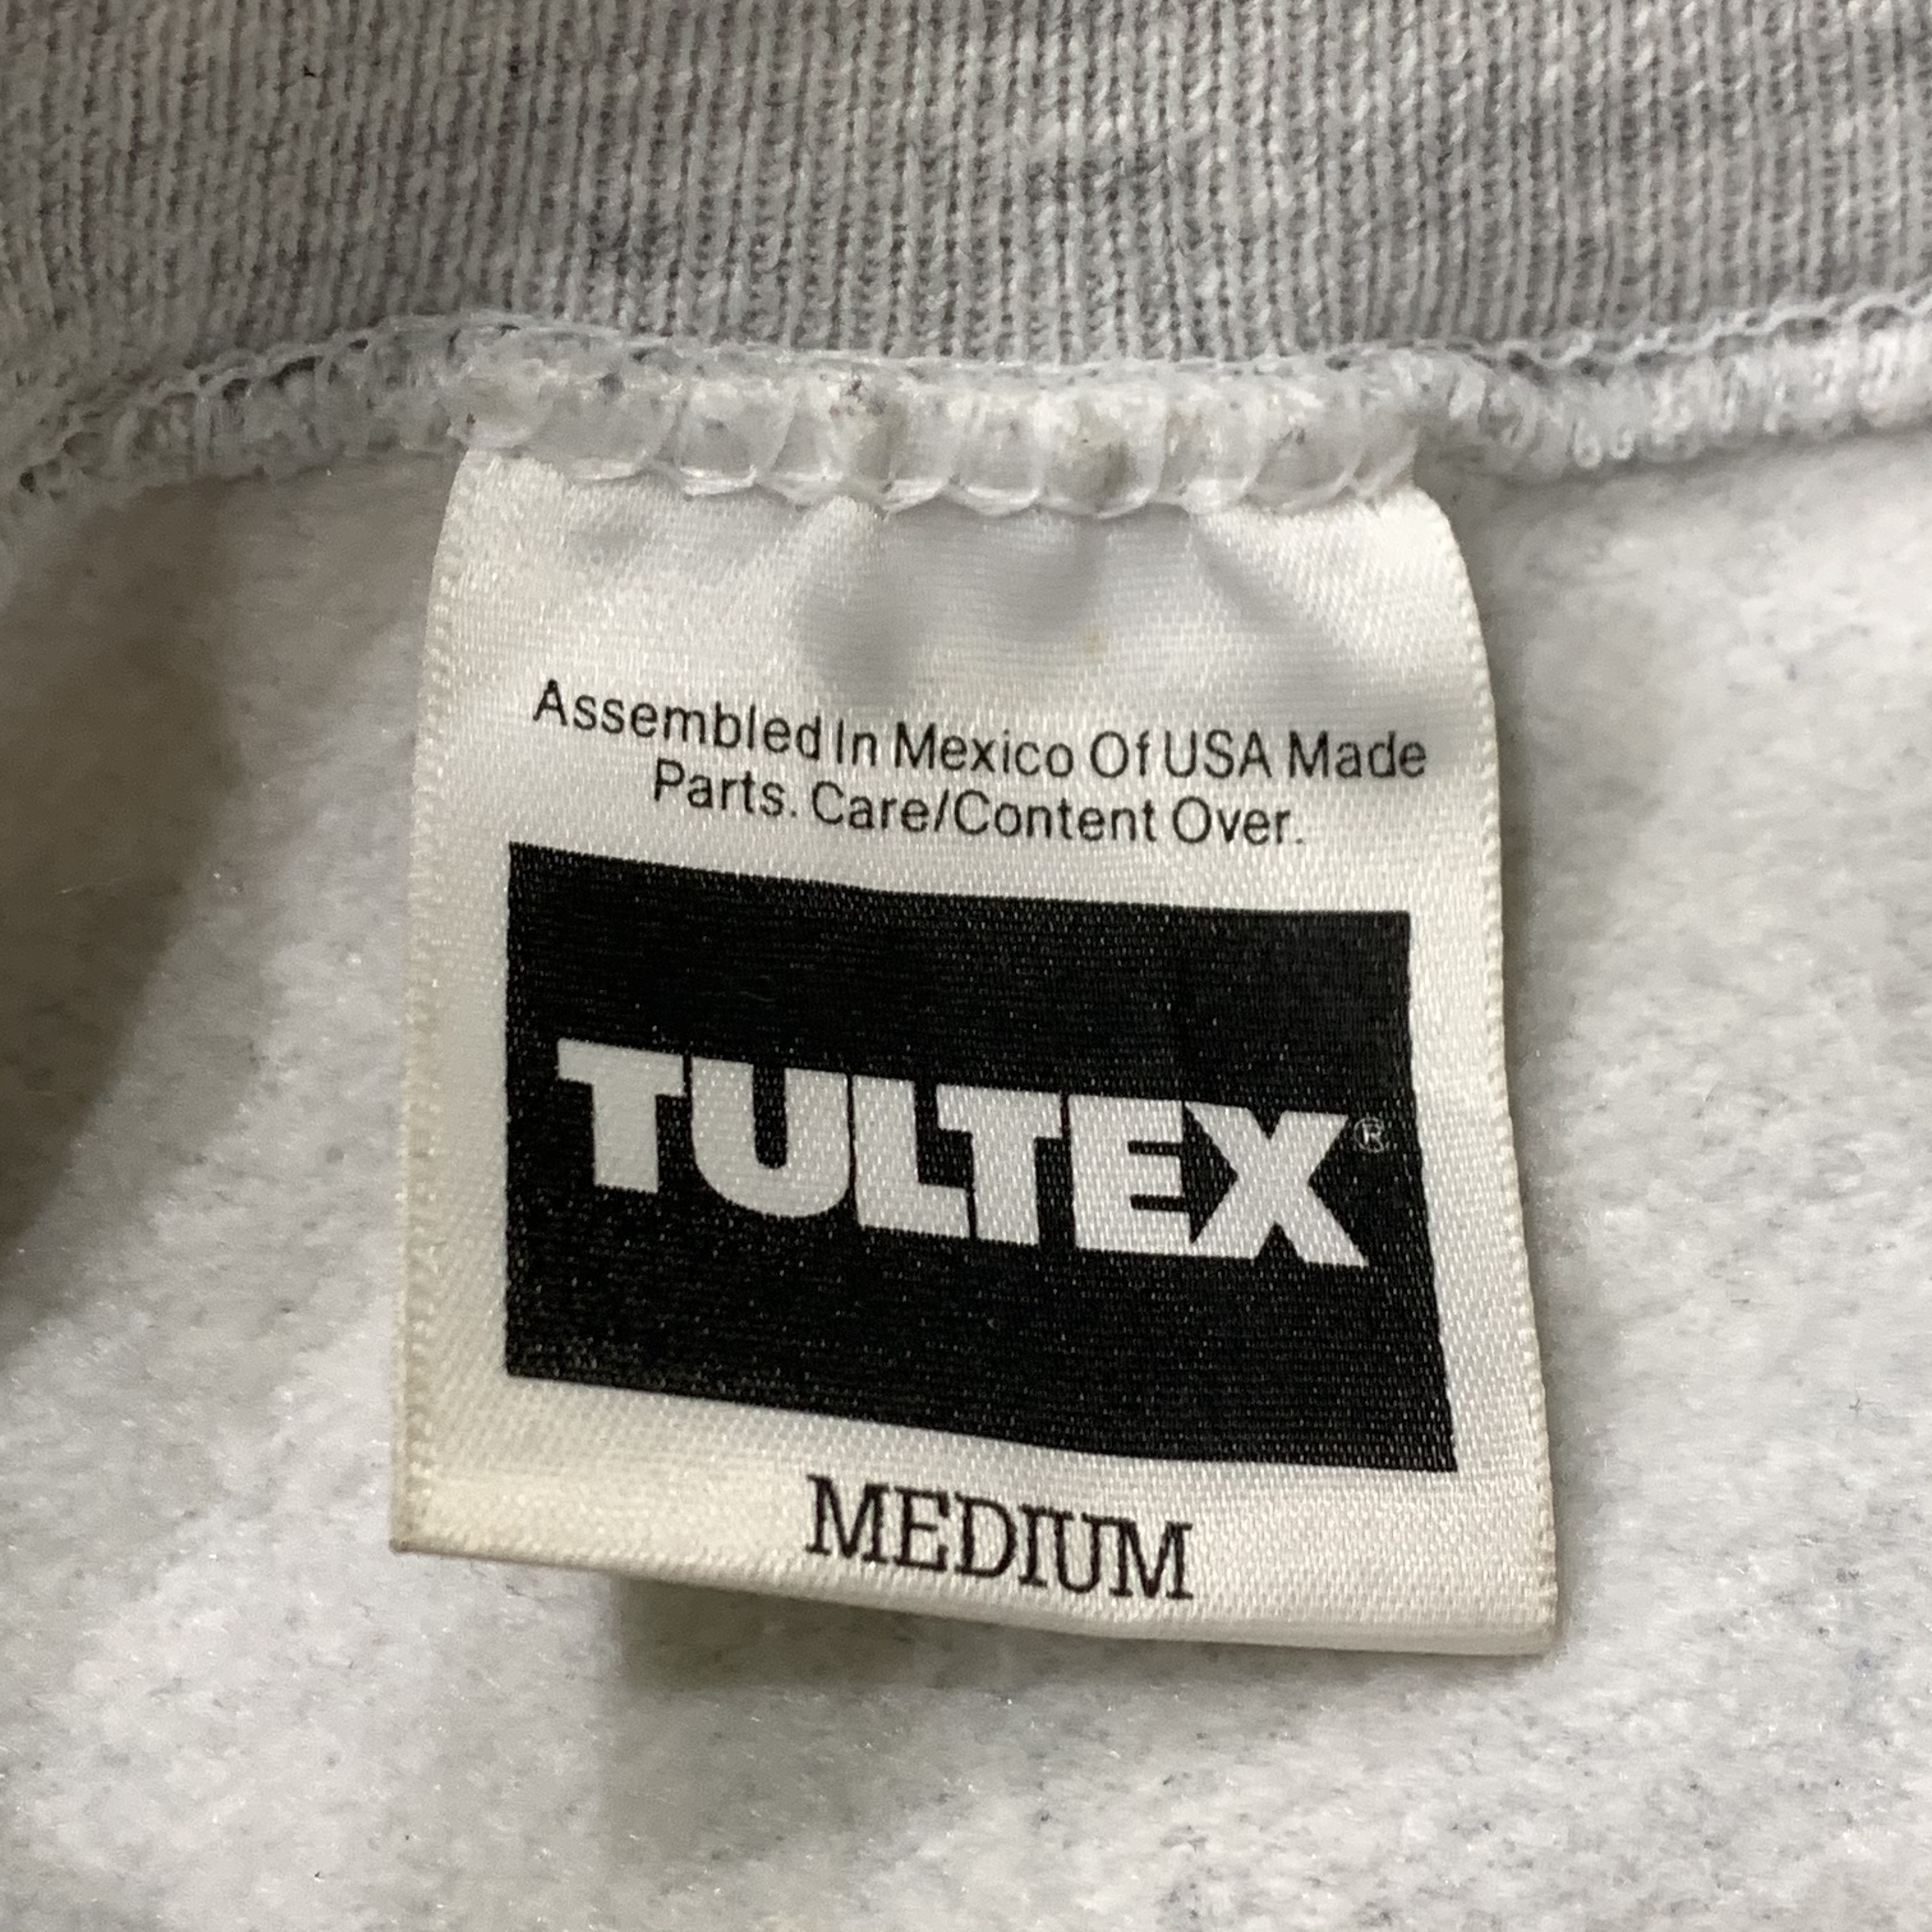 Assembled In Mexico Of USA Made
Parts. Care/Content Over.
TULTEX®
MEDIUM